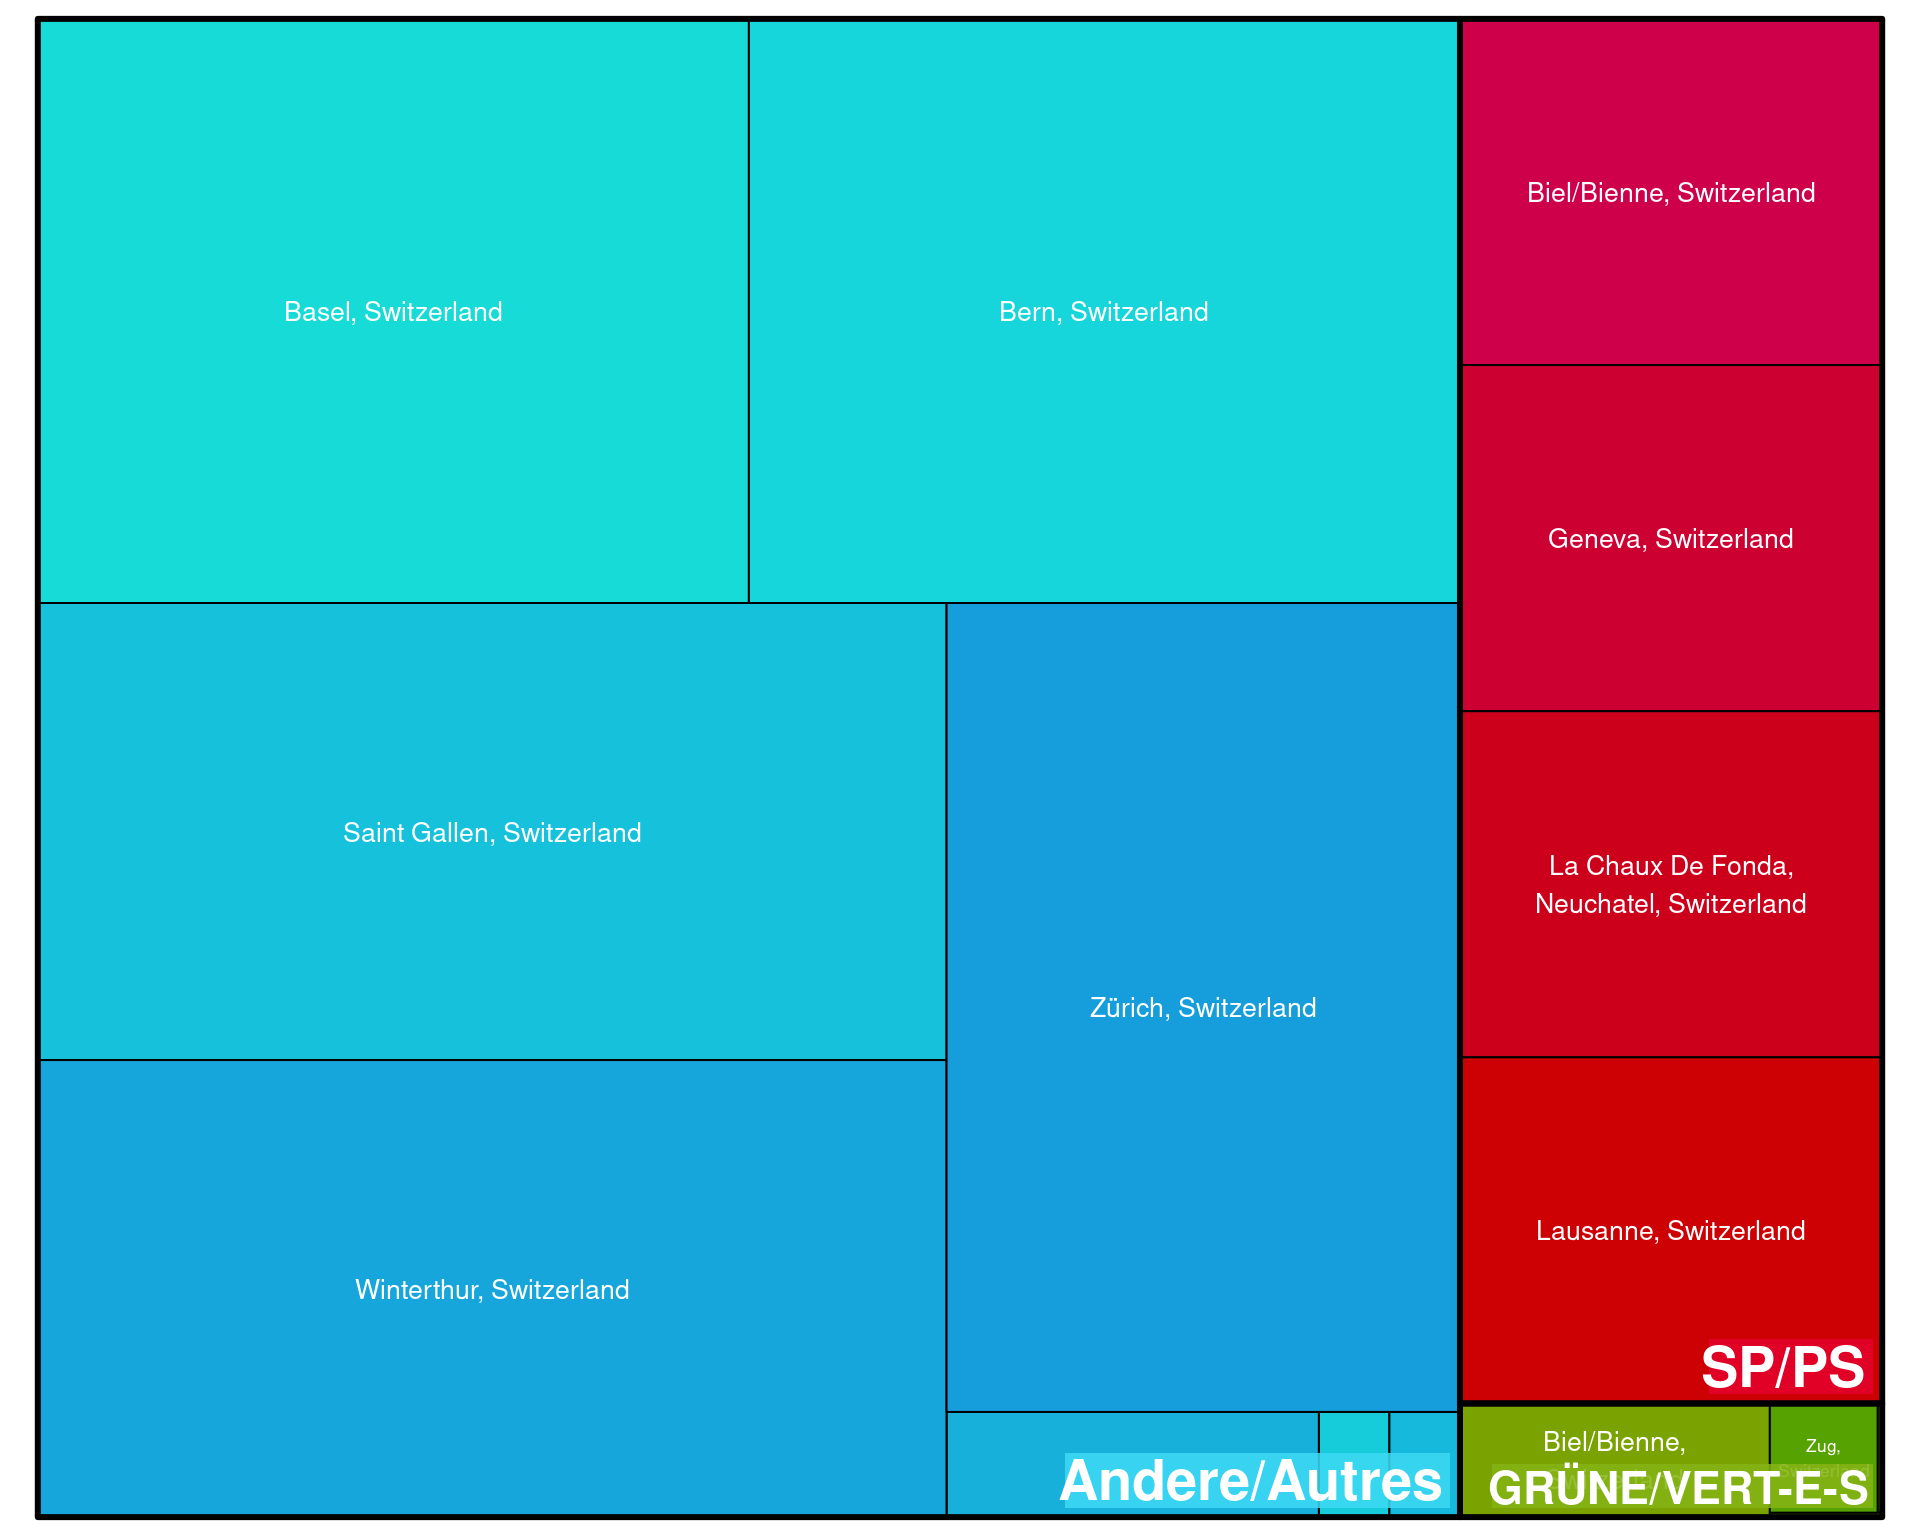 Basel, Switzerland
Bern, Switzerland
Saint Gallen, Switzerland
Zürich, Switzerland
Winterthur, Switzerland
Andere/Autres
Biel/Bienne, Switzerland
Geneva, Switzerland
La Chaux De Fonda,
Neuchatel, Switzerland
Lausanne, Switzerland
SP/PS
Biel/Bienne,
Zug,
GRÜNE/VERT-E-S